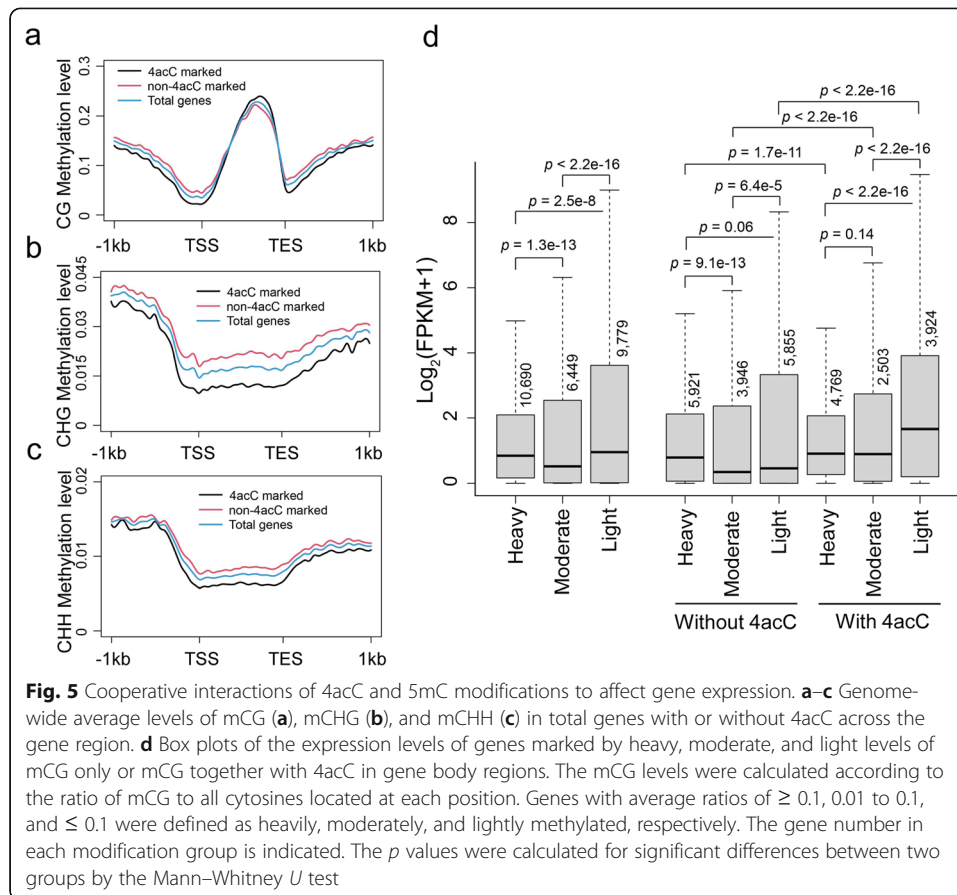 a
0.3
0.2
0.1
0
CG Methylation level
4acC marked
non-4acC marked
Total genes
-1kb TSS TES 1kb
b
0.045
0.03
0.015
0
CHG Methylation level
4acC marked
non-4acC marked
Total genes
-1kb TSS TES 1kb
c
0.02
0.01
0
CHH Methylation level
4acC marked
non-4acC marked
Total genes
-1kb TSS TES 1kb
d
Log2(FPKM+1)
8
6
4
2
0
p < 2.2e-16
p < 2.2e-16
p = 1.7e-11
p < 2.2e-16
p < 2.2e-16
p = 2.5e-8
p = 6.4e-5
p < 2.2e-16
p = 1.3e-13
p = 0.06
p = 0.14
p = 9.1e-13
10,690
6,449
9,779
5,921
3,946
5,855
4,769
2,503
3,924
Heavy
Moderate
Light
Heavy
Moderate
Light
Heavy
Moderate
Light
Without 4acC
With 4acC
Fig. 5 Cooperative interactions of 4acC and 5mC modifications to affect gene expression. a–c Genome-
wide average levels of mCG (a), mCHG (b), and mCHH (c) in total genes with or without 4acC across the
gene region. d Box plots of the expression levels of genes marked by heavy, moderate, and light levels of
mCG only or mCG together with 4acC in gene body regions. The mCG levels were calculated according to
the ratio of mCG to all cytosines located at each position. Genes with average ratios of ≥ 0.1, 0.01 to 0.1,
and ≤ 0.1 were defined as heavily, moderately, and lightly methylated, respectively. The gene number in
each modification group is indicated. The p values were calculated for significant differences between two
groups by the Mann–Whitney U test